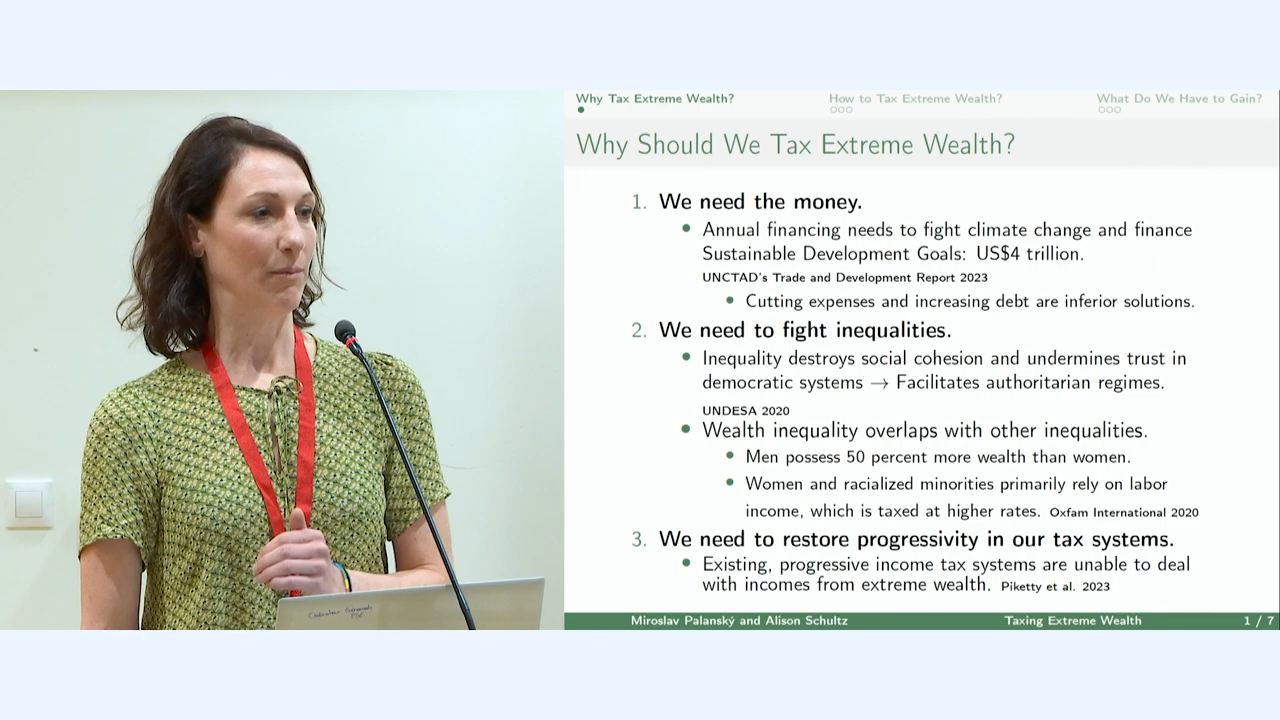 Why Tax Extreme Wealth?
How to Tax Extreme Wealth?
What Do We Have to Gain?
Why Should We Tax Extreme Wealth?
1. We need the money.
• Annual financing needs to fight climate change and finance
Sustainable Development Goals: US$4 trillion.
UNCTAD's Trade and Development Report 2023
• Cutting expenses and increasing debt are inferior solutions.
2. We need to fight inequalities.
• Inequality destroys social cohesion and undermines trust in
democratic systems → Facilitates authoritarian regimes.
UNDESA 2020
• Wealth inequality overlaps with other inequalities.
• Men possess 50 percent more wealth than women.
• Women and racialized minorities primarily rely on labor
income, which is taxed at higher rates. Oxfam International 2020
3. We need to restore progressivity in our tax systems.
• Existing, progressive income tax systems are unable to deal
with incomes from extreme wealth. Piketty et al. 2023
Miroslav Palanský and Alison Schultz
Taxing Extreme Wealth
1 / 7